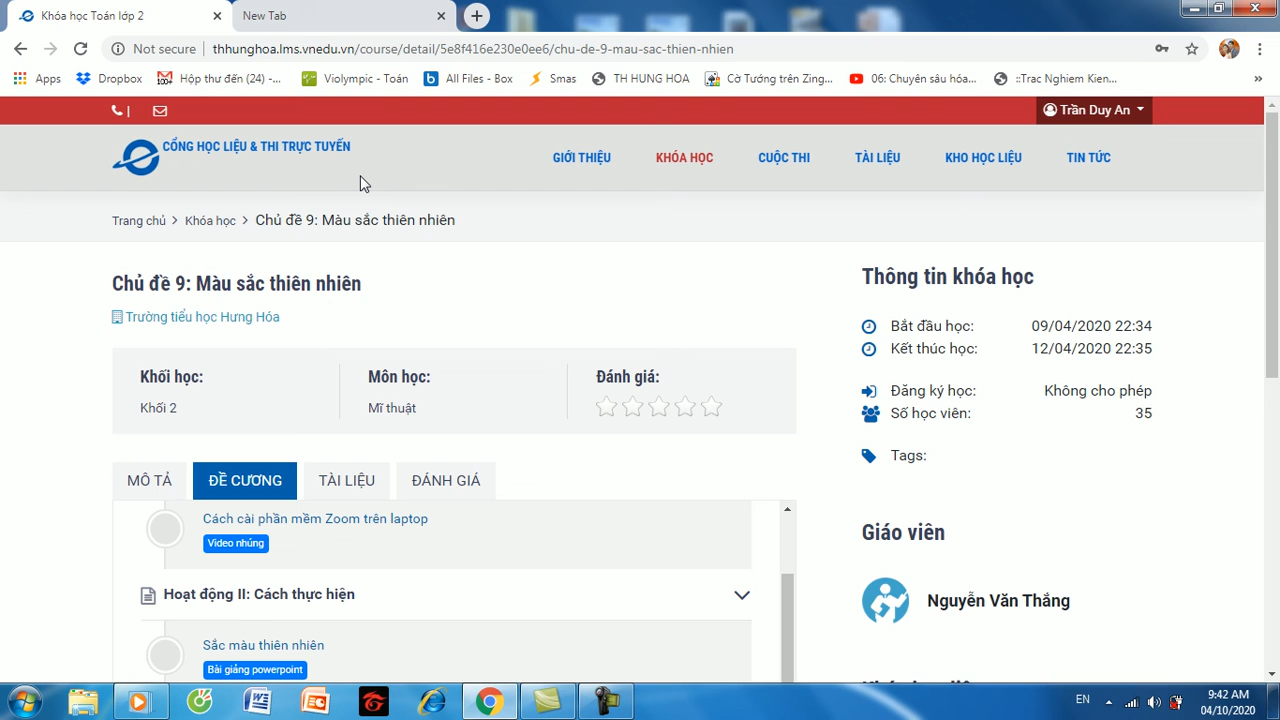 Khóa học Toán lớp 2
New Tab
Not secure
thhunghoa.lms.vnedu.vn/course/detail/5e8f416e230e0ee6/chu-de-9-mau-sac-thien-nhien
Apps
Dropbox
Hộp thư đến (24) -...
Violympic - Toán
All Files - Box
Smas
TH HUNG HOA
Cờ Tướng trên Zing...
06: Chuyên sâu hóa...
::Trac Nghiem Kien...
»
|
Trần Duy An
CỔNG HỌC LIỆU & THI TRỰC TUYẾN
GIỚI THIỆU
KHÓA HỌC
CUỘC THI
TÀI LIỆU
KHO HỌC LIỆU
TIN TỨC
Trang chủ > Khóa học > Chủ đề 9: Màu sắc thiên nhiên
Chủ đề 9: Màu sắc thiên nhiên
Trường tiểu học Hưng Hóa
Khối học:
Khối 2
Môn học:
Mĩ thuật
Đánh giá:
MÔ TẢ
ĐỀ CƯƠNG
TÀI LIỆU
ĐÁNH GIÁ
Cách cài phần mềm Zoom trên laptop
Video nhúng
Hoạt động II: Cách thực hiện
Sắc màu thiên nhiên
Bài giảng powerpoint
Thông tin khóa học
Bắt đầu học: 09/04/2020 22:34
Kết thúc học: 12/04/2020 22:35
Đăng ký học: Không cho phép
Số học viên: 35
Tags:
Giáo viên
Nguyễn Văn Thắng
EN
9:42 AM
04/10/2020